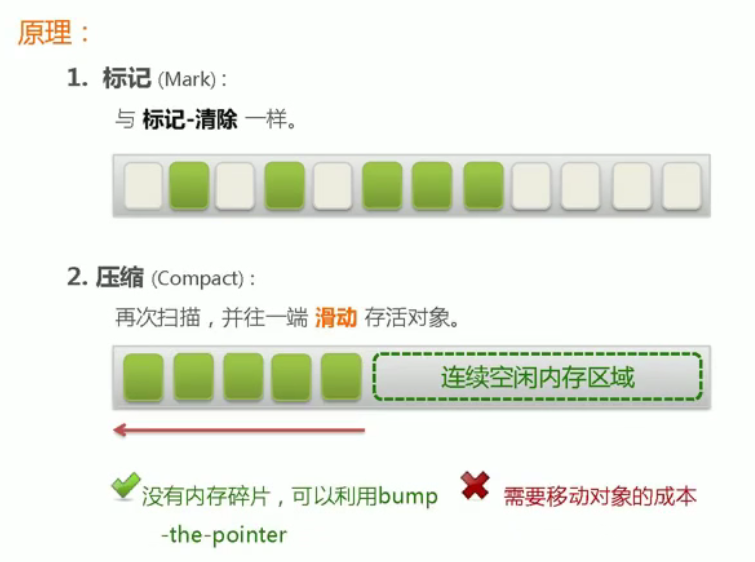 原理：
1. 标记 (Mark)：
与 标记-清除 一样。
2. 压缩 (Compact)：
再次扫描，并往一端 滑动 存活对象。
连续空闲内存区域
没有内存碎片，可以利用bump
-the-pointer
需要移动对象的成本